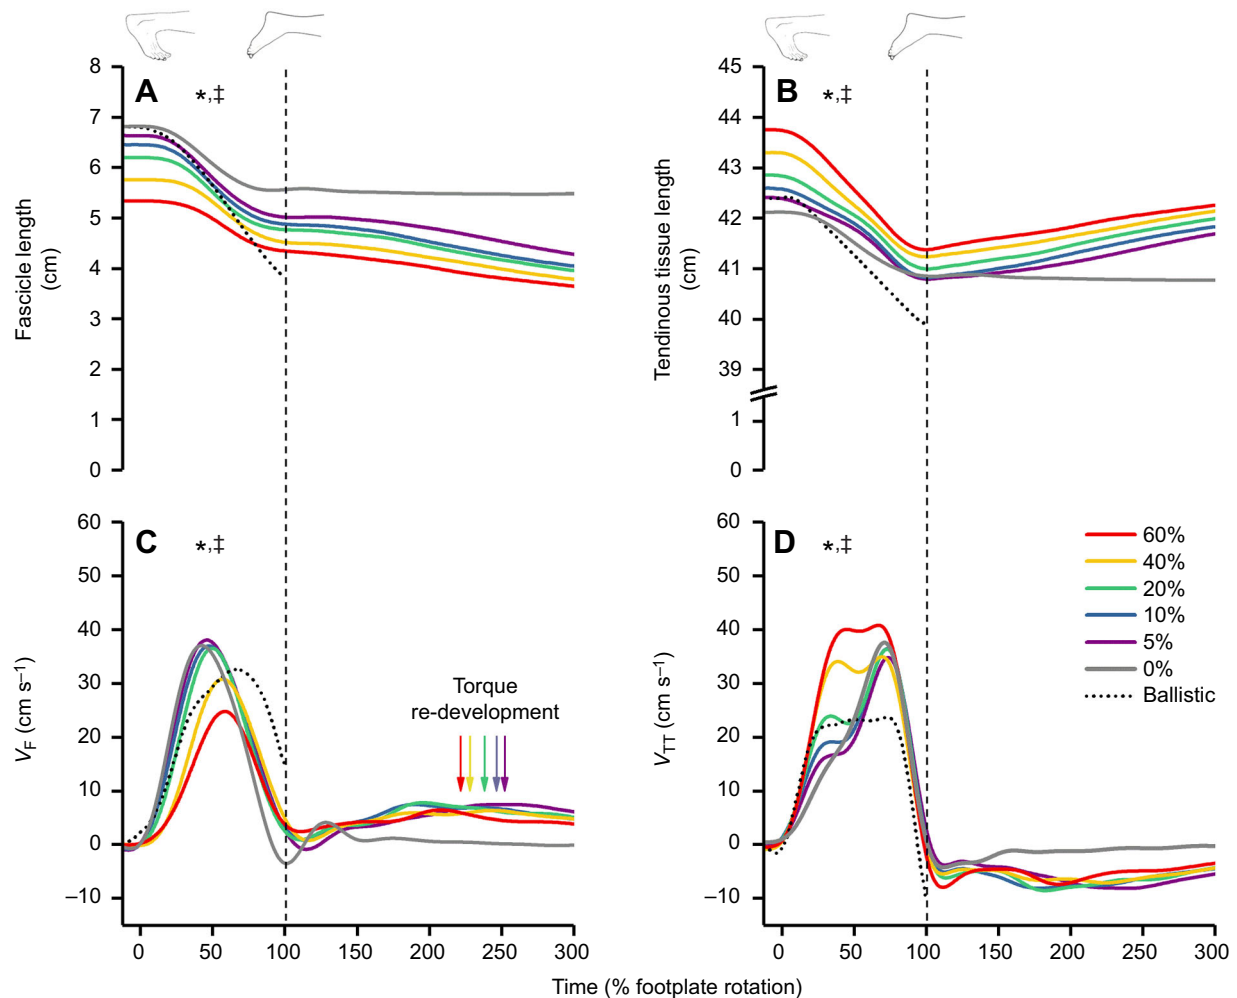 A
*,‡
8
7
6
5
4
3
2
1
0
Fascicle length
(cm)
B
*,‡
45
44
43
42
41
40
39
1
0
Tendinous tissue length
(cm)
C
*,‡
60
50
40
30
20
10
0
–10
VF (cm s–1)
Torque
re-development
0 50 100 150 200 250 300
D
*,‡
60
50
40
30
20
10
0
–10
VTT (cm s–1)
60%
40%
20%
10%
5%
0%
Ballistic
0 50 100 150 200 250 300
Time (% footplate rotation)